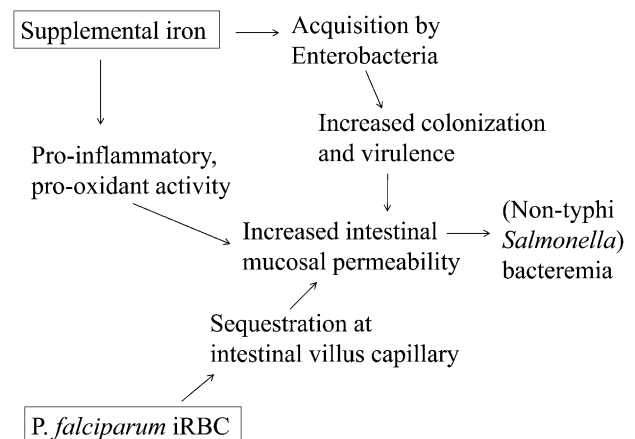 Supplemental iron
Acquisition by
Enterobacteria
Increased colonization
and virulence
Pro-inflammatory,
pro-oxidant activity
Increased intestinal
mucosal permeability
(Non-typhi
Salmonella)
bacteremia
Sequestration at
intestinal villus capillary
P. falciparum iRBC